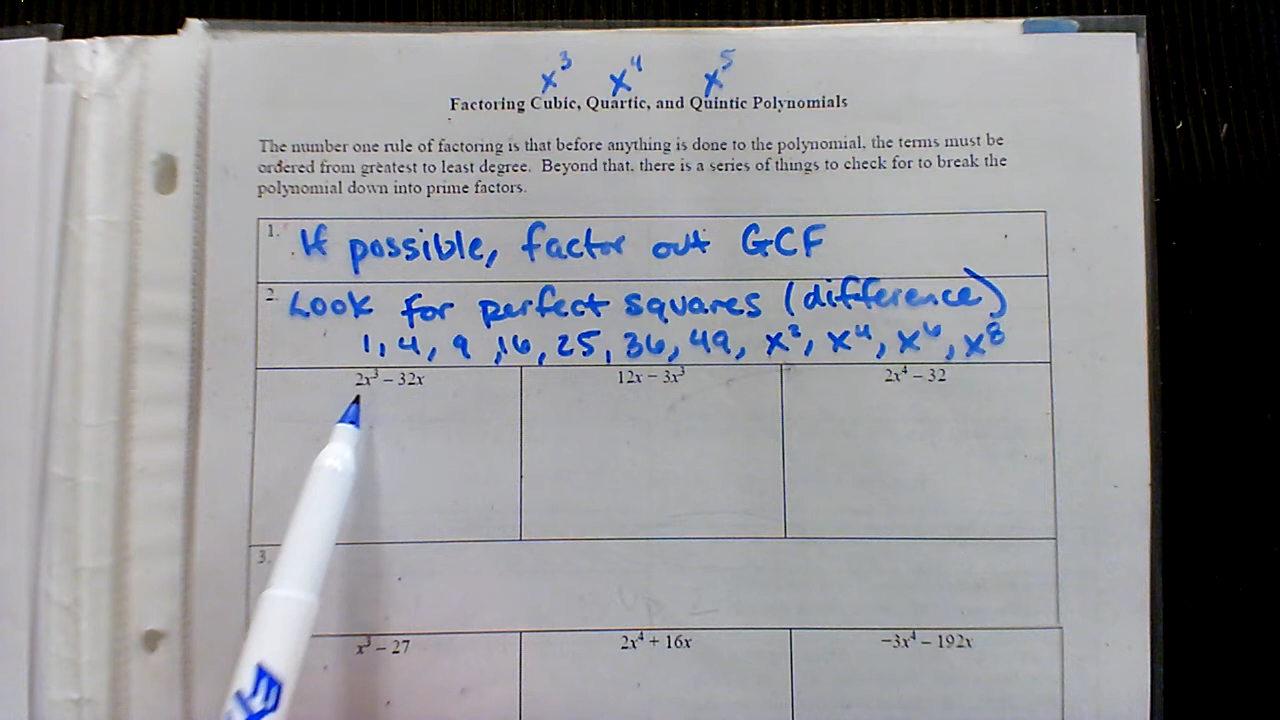 x³ x⁴ x⁵
Factoring Cubic, Quartic, and Quintic Polynomials
The number one rule of factoring is that before anything is done to the polynomial, the terms must be
ordered from greatest to least degree. Beyond that, there is a series of things to check for to break the
polynomial down into prime factors.
1. If possible, factor out GCF
2. Look for perfect squares (difference)
1, 4, 9, 16, 25, 36, 49, x², x⁴, x⁶, x⁸
2x³ – 32x 12x – 3x³ 2x⁴ – 32
3.
x³ – 27 2x⁴ + 16x –3x⁴ – 192x